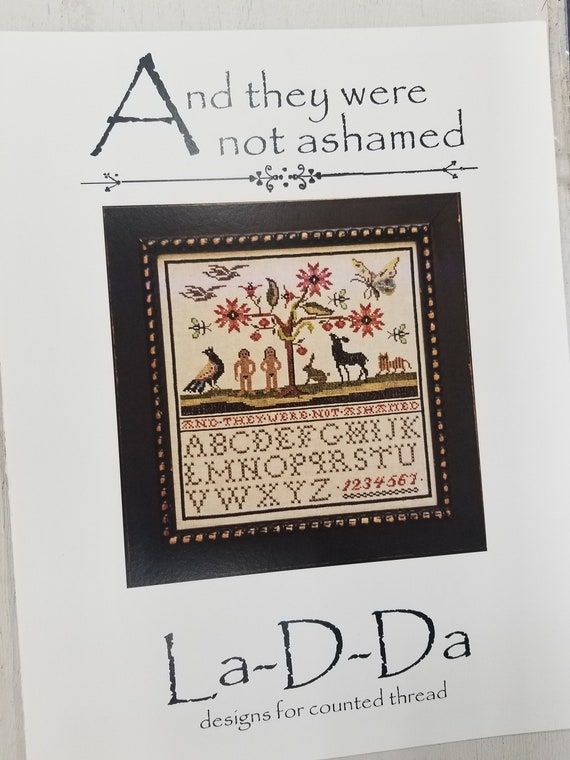 And they were
not ashamed
AND·THEY·WERE·NOT·ASHAMED
ABCDEFGHIJK
LMNOPQRSTU
VWXYZ 1234567·
La-D-Da
designs for counted thread